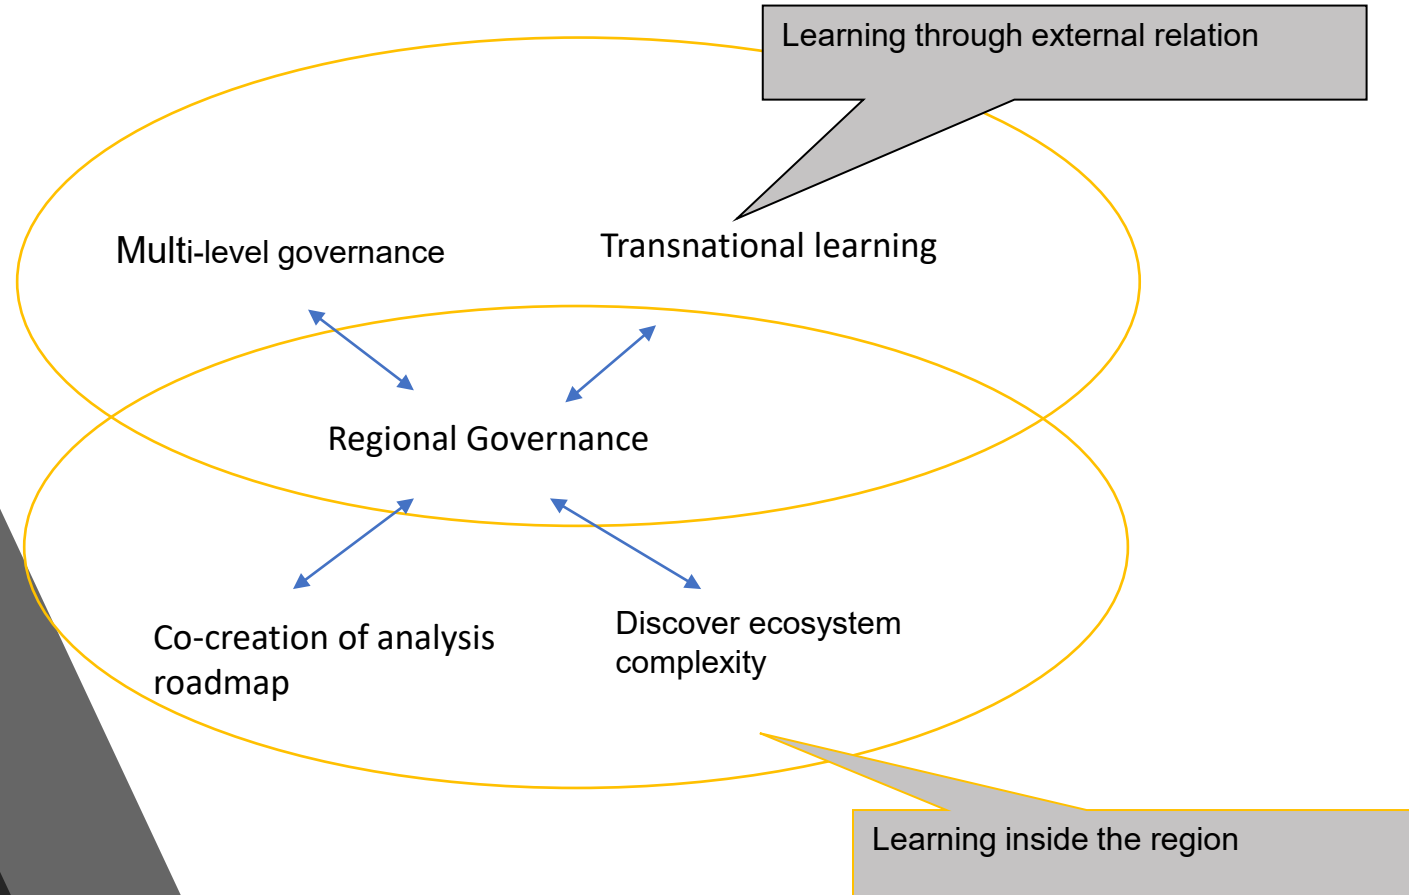 Learning through external relation
Multi-level governance
Transnational learning
Regional Governance
Co-creation of analysis
roadmap
Discover ecosystem
complexity
Learning inside the region